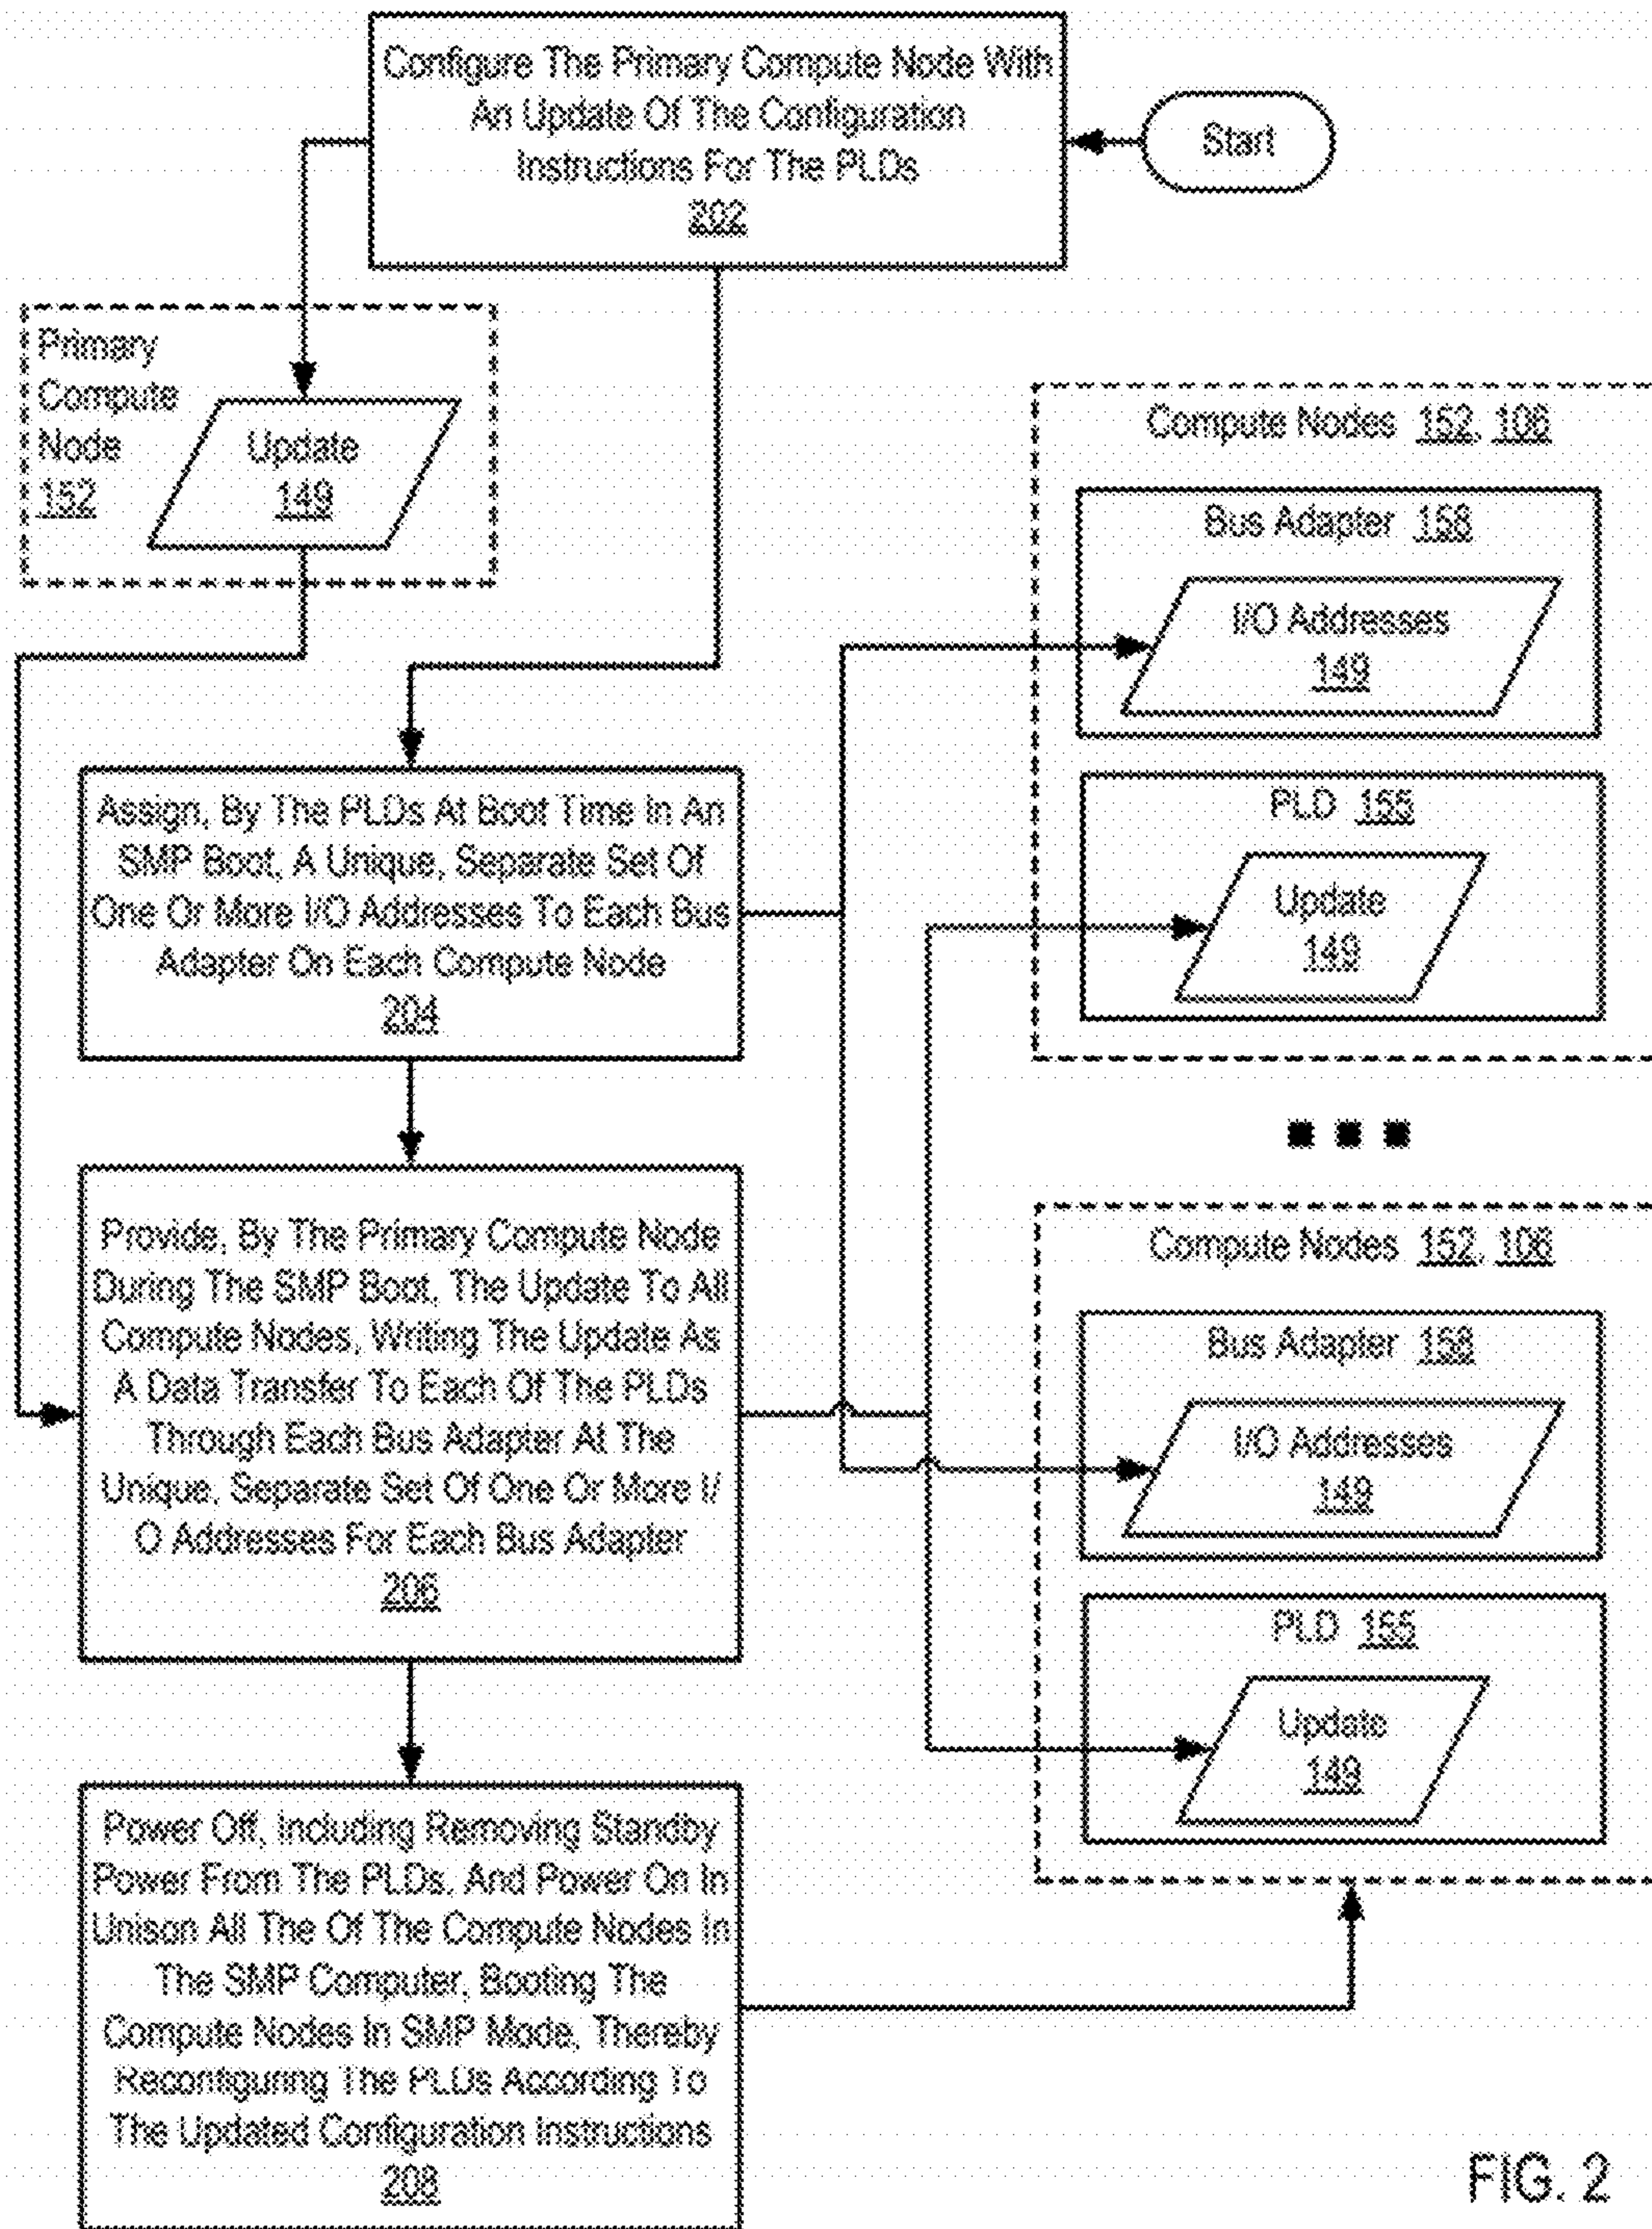 Configure The Primary Compute Node With
An Update Of The Configuration
Instructions For The PLDs
202
Start
Primary
Compute
Node
152
Update
149
Compute Nodes 152, 106
Bus Adapter 158
I/O Addresses
149
PLD 155
Update
149
Assign, By The PLDs At Boot Time In An
SMP Boot, A Unique, Separate Set Of
One Or More I/O Addresses To Each Bus
Adapter On Each Compute Node
204
Provide, By The Primary Compute Node
During The SMP Boot, The Update To All
Compute Nodes, Writing The Update As
A Data Transfer To Each Of The PLDs
Through Each Bus Adapter At The
Unique, Separate Set Of One Or More I/
O Addresses For Each Bus Adapter
206
Compute Nodes 152, 106
Bus Adapter 158
I/O Addresses
149
PLD 155
Update
149
Power Off, Including Removing Standby
Power From The PLDs, And Power On In
Unison All The Of The Compute Nodes In
The SMP Computer, Booting The
Compute Nodes In SMP Mode, Thereby
Reconfiguring The PLDs According To
The Updated Configuration Instructions
208
FIG. 2